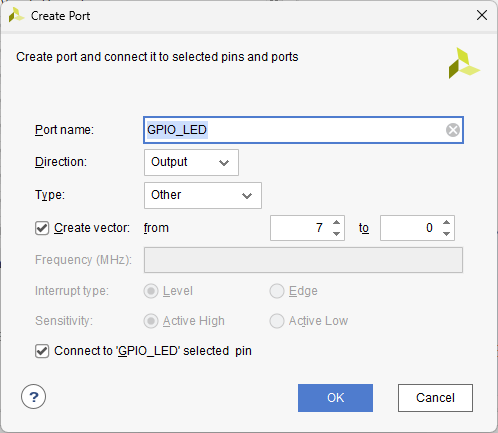 Create Port
Create port and connect it to selected pins and ports
Port name: GPIO_LED
Direction: Output
Type: Other
Create vector: from 7 to 0
Frequency (MHz):
Interrupt type: Level Edge
Sensitivity: Active High Active Low
Connect to 'GPIO_LED' selected pin
? OK Cancel